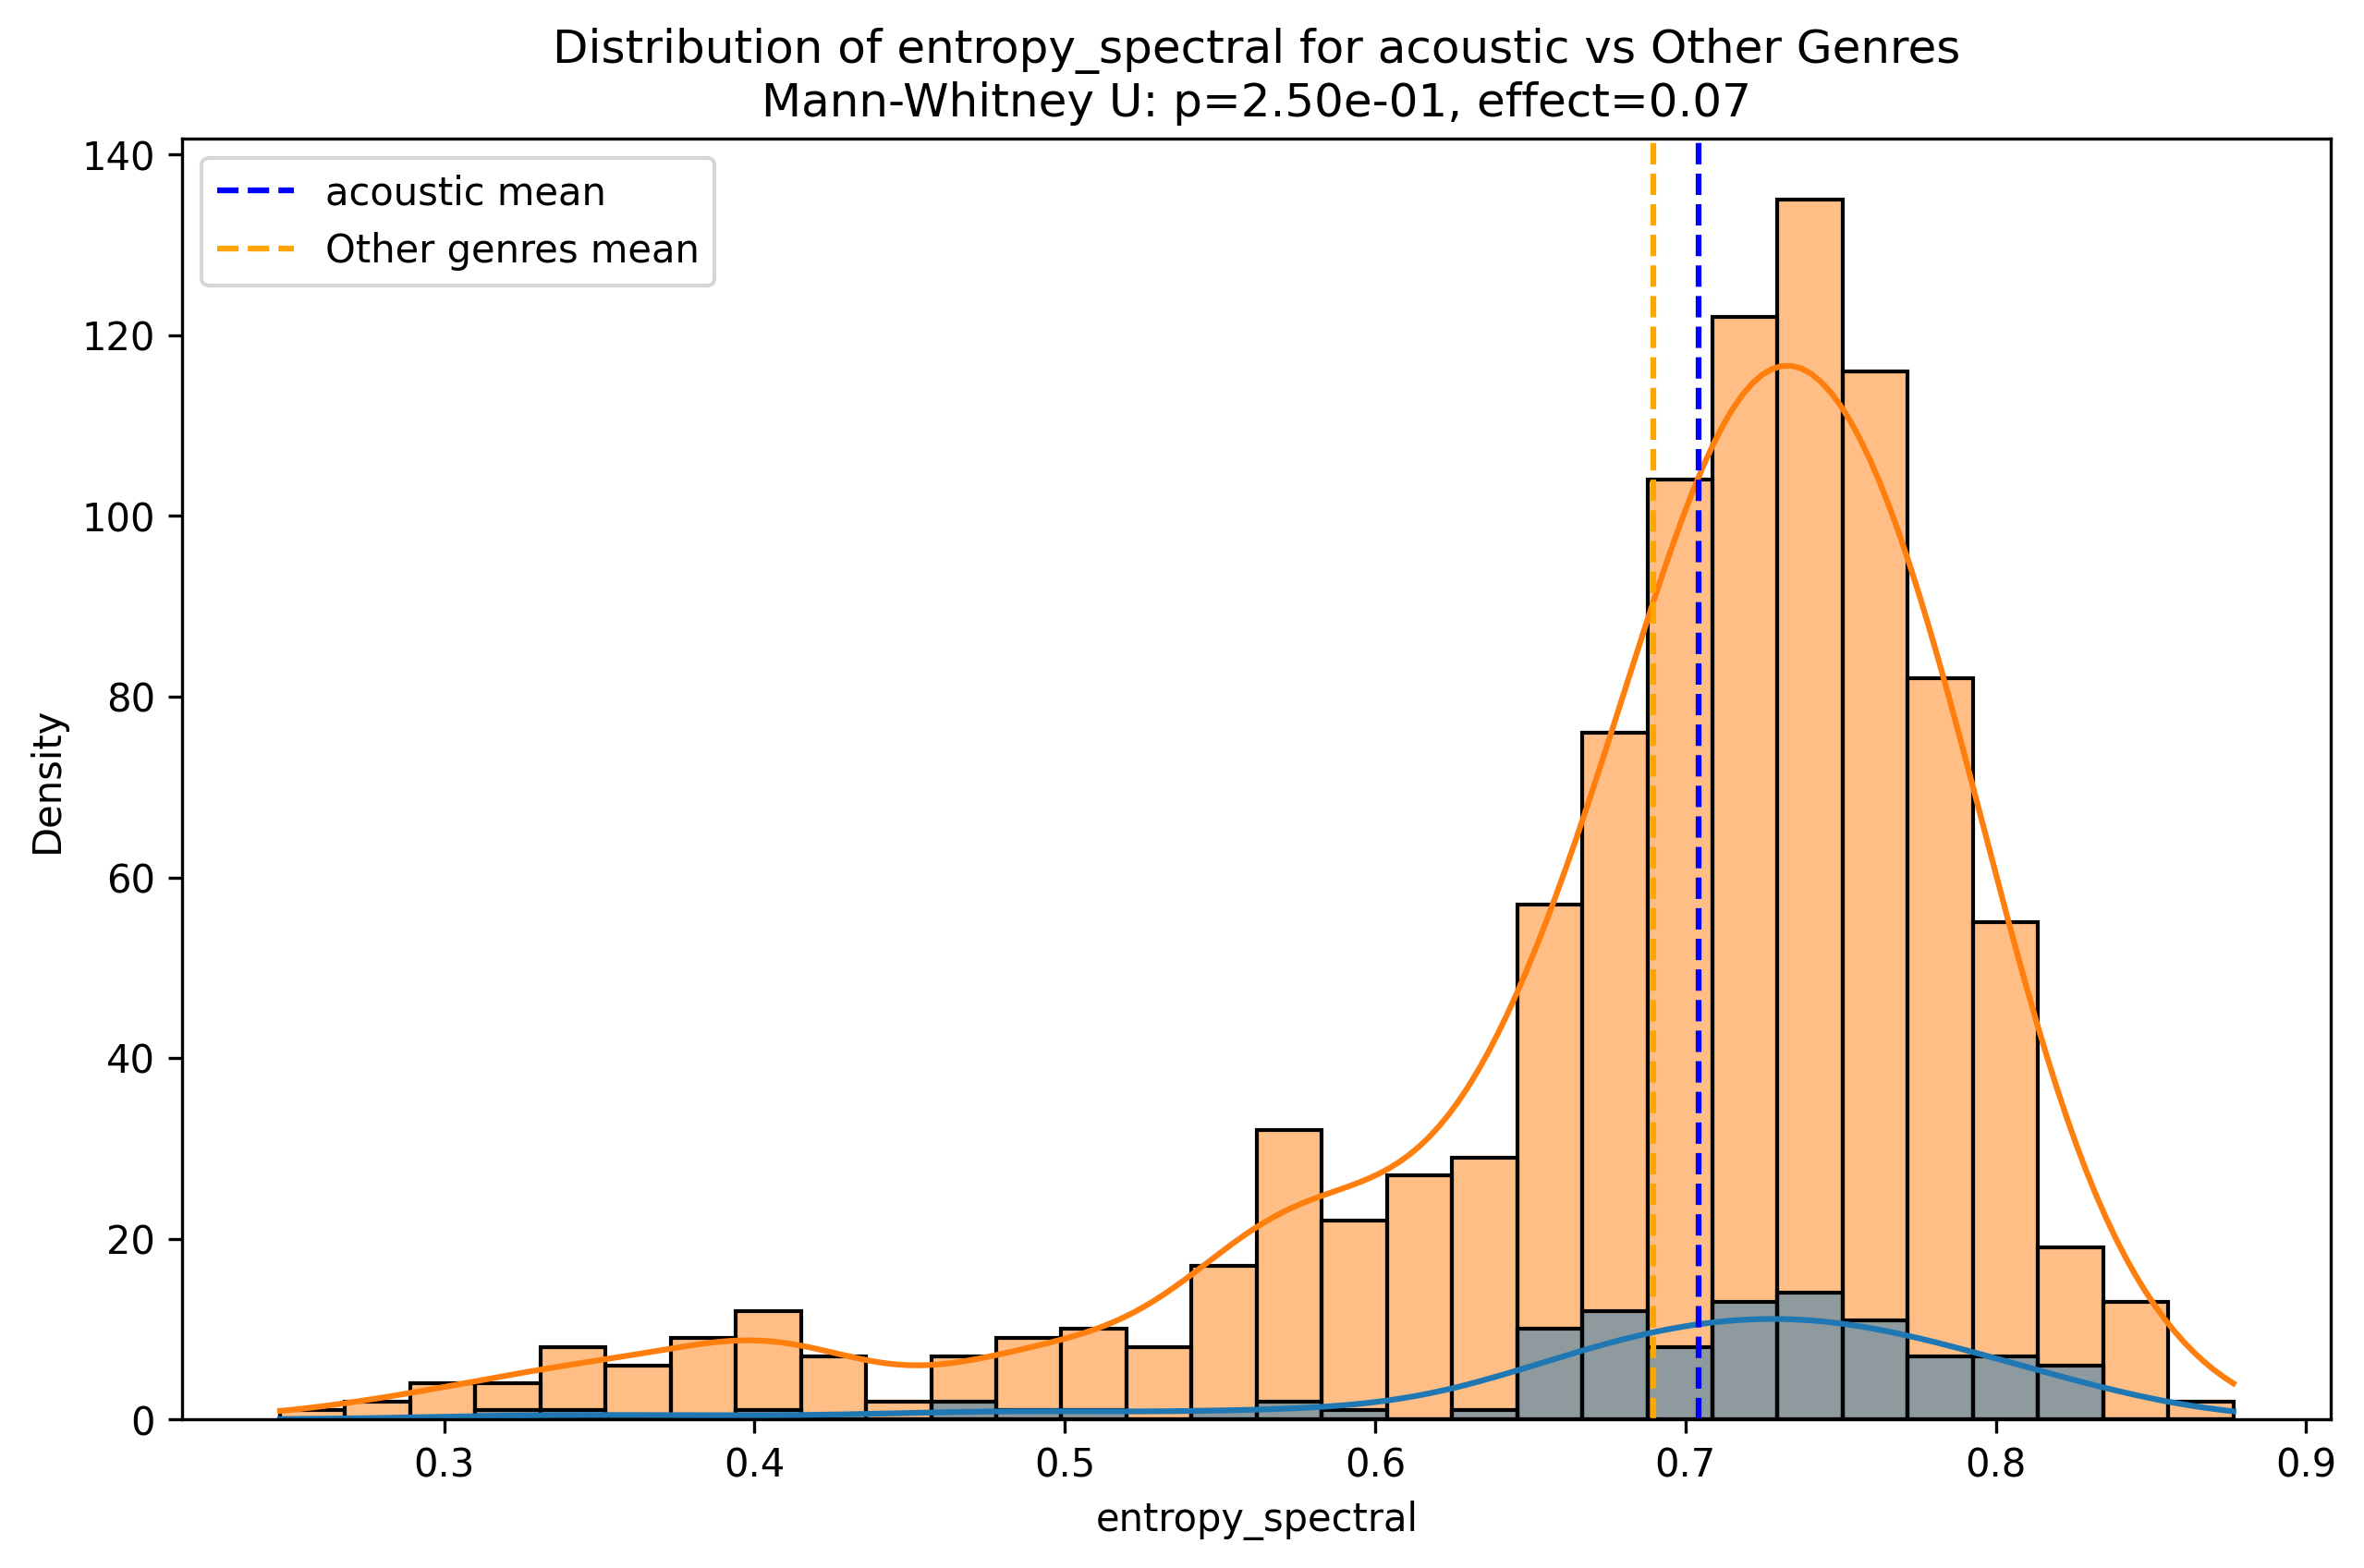 Distribution of entropy_spectral for acoustic vs Other Genres
Mann-Whitney U: p=2.50e-01, effect=0.07
acoustic mean
Other genres mean
140
120
100
80
60
40
20
0
Density
0.3 0.4 0.5 0.6 0.7 0.8 0.9
entropy_spectral